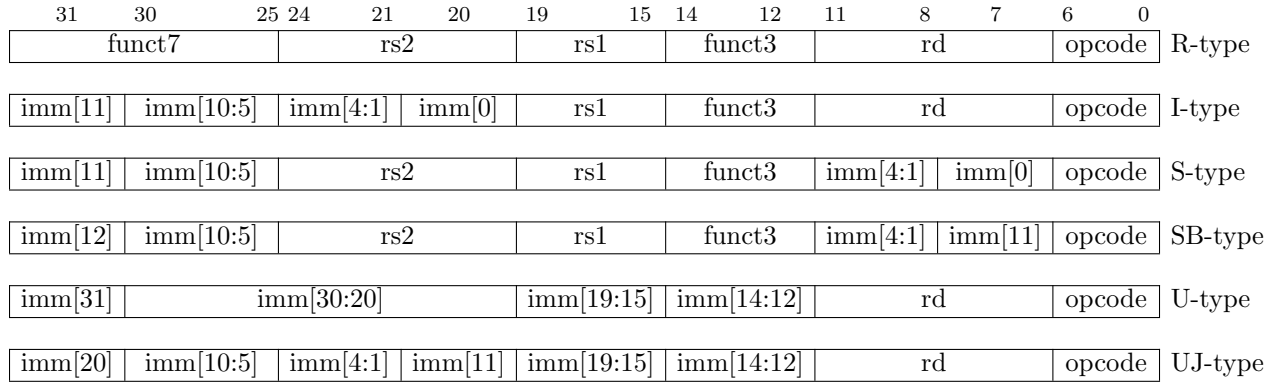 31 30 25 24 21 20 19 15 14 12 11 8 7 6 0
funct7 rs2 rs1 funct3 rd opcode R-type
imm[11] imm[10:5] imm[4:1] imm[0] rs1 funct3 rd opcode I-type
imm[11] imm[10:5] rs2 rs1 funct3 imm[4:1] imm[0] opcode S-type
imm[12] imm[10:5] rs2 rs1 funct3 imm[4:1] imm[11] opcode SB-type
imm[31] imm[30:20] imm[19:15] imm[14:12] rd opcode U-type
imm[20] imm[10:5] imm[4:1] imm[11] imm[19:15] imm[14:12] rd opcode UJ-type